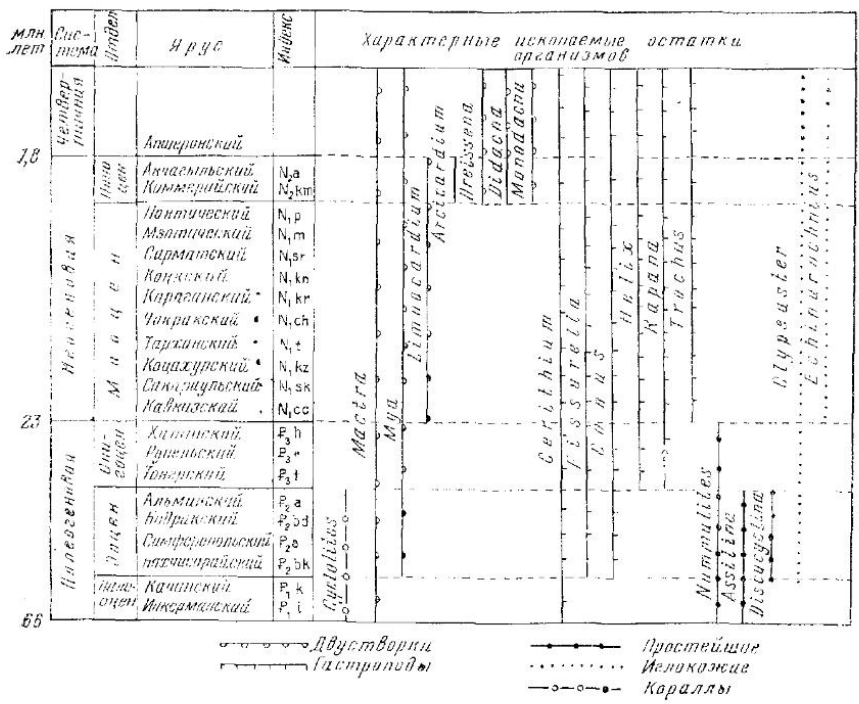 млн. лет
Система
Отдел
Ярус
Индекс
Характерные ископаемые остатки организмов
Четвертичная
Апшеронский
1,8
Неогеновая
Плиоцен
Акчагыльский N₂a
Киммерийский N₂km
Миоцен
Понтический N₁p
Мэотический N₁m
Сарматский N₁sr
Конкский N₁kn
Караганский N₁kr
Чокракский N₁ch
Тарханский N₁t
Коцахурский N₁kz
Сакараульский N₁sk
Кавказский N₁cc
23
Палеогеновая
Олигоцен
Хаттский P₃h
Рюпельский
Тонгрский P₃t
Эоцен
Альминский P₂a
Бодракский P₂bd
Симферопольский P₂s
Бахчисарайский P₂bk
Палеоцен
Качинский P₁k
Инкерманский P₁i
66
Cyclolites
Mactra
Mya
Limnocardium
Arcicardium
Dreissena
Didacna
Monodacna
Cerithium
Fissurella
Conus
Helix
Rapana
Trochus
Nummulites
Assilina
Discocyclina
Clypeaster
Echinarachnius
Двустворки
Гастроподы
Простейшие
Иглокожие
Кораллы